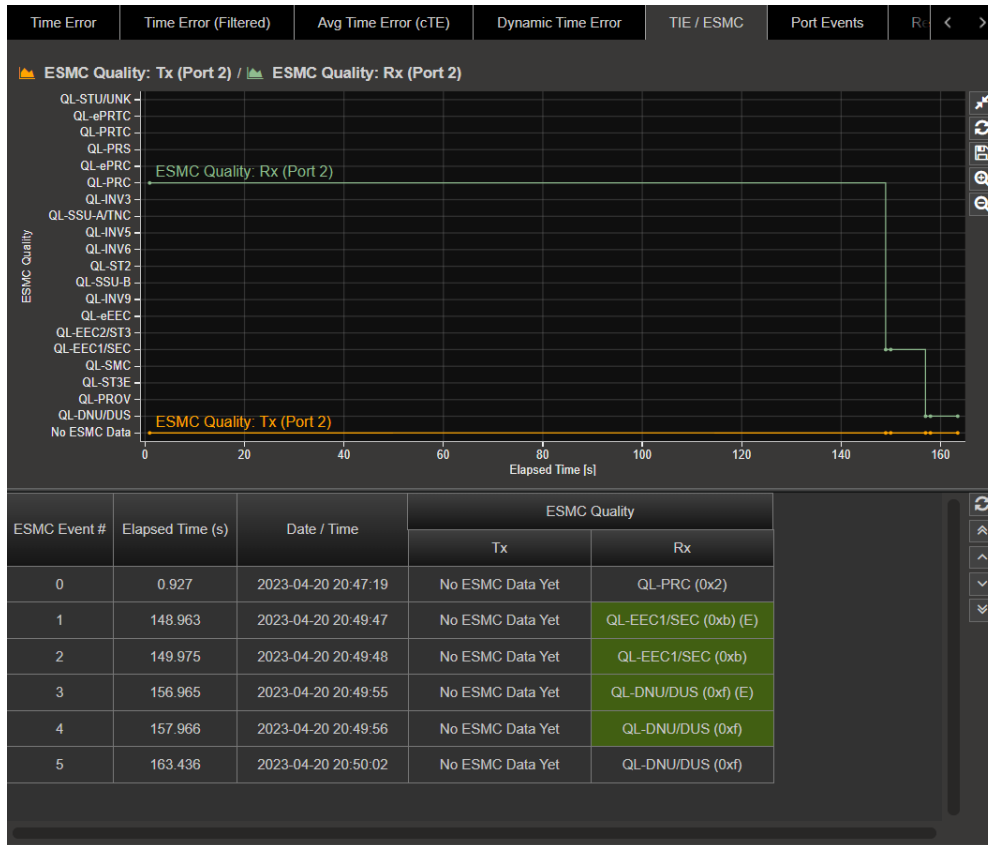 Time Error Time Error (Filtered) Avg Time Error (cTE) Dynamic Time Error TIE / ESMC Port Events
ESMC Quality: Tx (Port 2) / ESMC Quality: Rx (Port 2)
ESMC Quality
QL-STU/UNK
QL-ePRTC
QL-PRTC
QL-PRS
QL-ePRC
QL-PRC
QL-INV3
QL-SSU-A/TNC
QL-INV5
QL-INV6
QL-ST2
QL-SSU-B
QL-INV9
QL-eEEC
QL-EEC2/ST3
QL-EEC1/SEC
QL-SMC
QL-ST3E
QL-PROV
QL-DNU/DUS
No ESMC Data
ESMC Quality: Rx (Port 2)
ESMC Quality: Tx (Port 2)
0 20 40 60 80 100 120 140 160
Elapsed Time [s]
ESMC Event # Elapsed Time (s) Date / Time ESMC Quality
Tx Rx
0 0.927 2023-04-20 20:47:19 No ESMC Data Yet QL-PRC (0x2)
1 148.963 2023-04-20 20:49:47 No ESMC Data Yet QL-EEC1/SEC (0xb) (E)
2 149.975 2023-04-20 20:49:48 No ESMC Data Yet QL-EEC1/SEC (0xb)
3 156.965 2023-04-20 20:49:55 No ESMC Data Yet QL-DNU/DUS (0xf) (E)
4 157.966 2023-04-20 20:49:56 No ESMC Data Yet QL-DNU/DUS (0xf)
5 163.436 2023-04-20 20:50:02 No ESMC Data Yet QL-DNU/DUS (0xf)